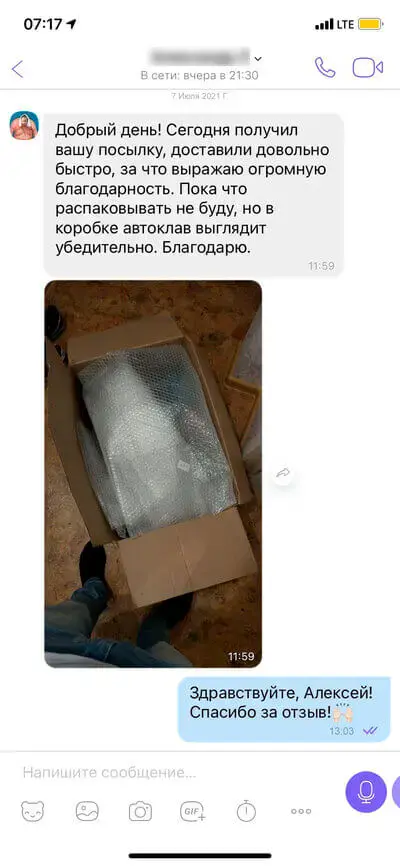 07:17
LTE
В сети: вчера в 21:30
7 Июля 2021 Г.
Добрый день! Сегодня получил
вашу посылку, доставили довольно
быстро, за что выражаю огромную
благодарность. Пока что
распаковывать не буду, но в
коробке автоклав выглядит
убедительно. Благодарю.
11:59
11:59
Здравствуйте, Алексей!
Спасибо за отзыв!🙌🏻
13:03
Напишите сообщение...
GIF